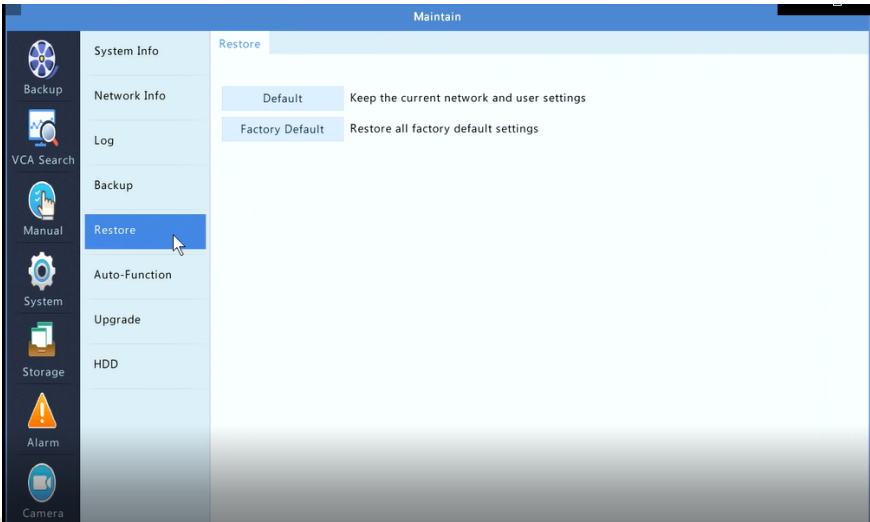 Maintain
Backup
VCA Search
Manual
System
Storage
Alarm
Camera
System Info
Network Info
Log
Backup
Restore
Auto-Function
Upgrade
HDD
Restore
Default Keep the current network and user settings
Factory Default Restore all factory default settings